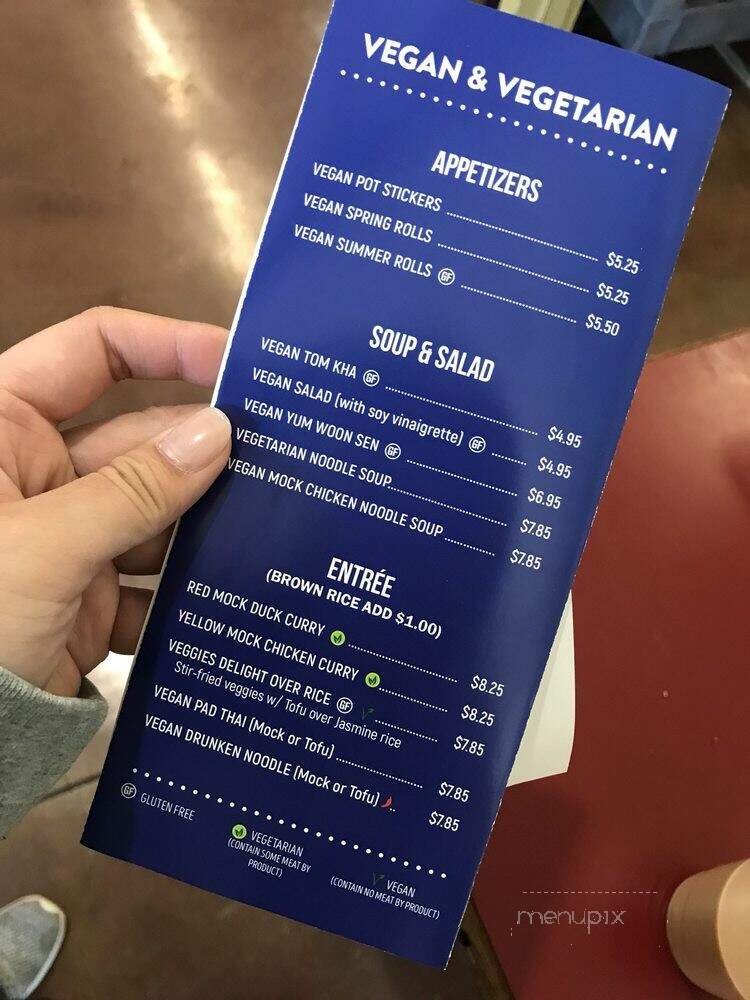 VEGAN & VEGETARIAN
APPETIZERS
VEGAN POT STICKERS $5.25
VEGAN SPRING ROLLS $5.25
VEGAN SUMMER ROLLS GF $5.50
SOUP & SALAD
VEGAN TOM KHA GF $4.95
VEGAN SALAD (with soy vinaigrette) GF $4.95
VEGAN YUM WOON SEN GF $6.95
VEGETARIAN NOODLE SOUP $7.85
VEGAN MOCK CHICKEN NOODLE SOUP $7.85
ENTRÉE
(BROWN RICE ADD $1.00)
RED MOCK DUCK CURRY $8.25
YELLOW MOCK CHICKEN CURRY $8.25
VEGGIES DELIGHT OVER RICE GF $7.85
Stir-fried veggies w/ Tofu over Jasmine rice
VEGAN PAD THAI (Mock or Tofu) $7.85
VEGAN DRUNKEN NOODLE (Mock or Tofu) $7.85
GF GLUTEN FREE
VEGETARIAN
(CONTAIN SOME MEAT BY
PRODUCT)
VEGAN
(CONTAIN NO MEAT BY PRODUCT)
menupix